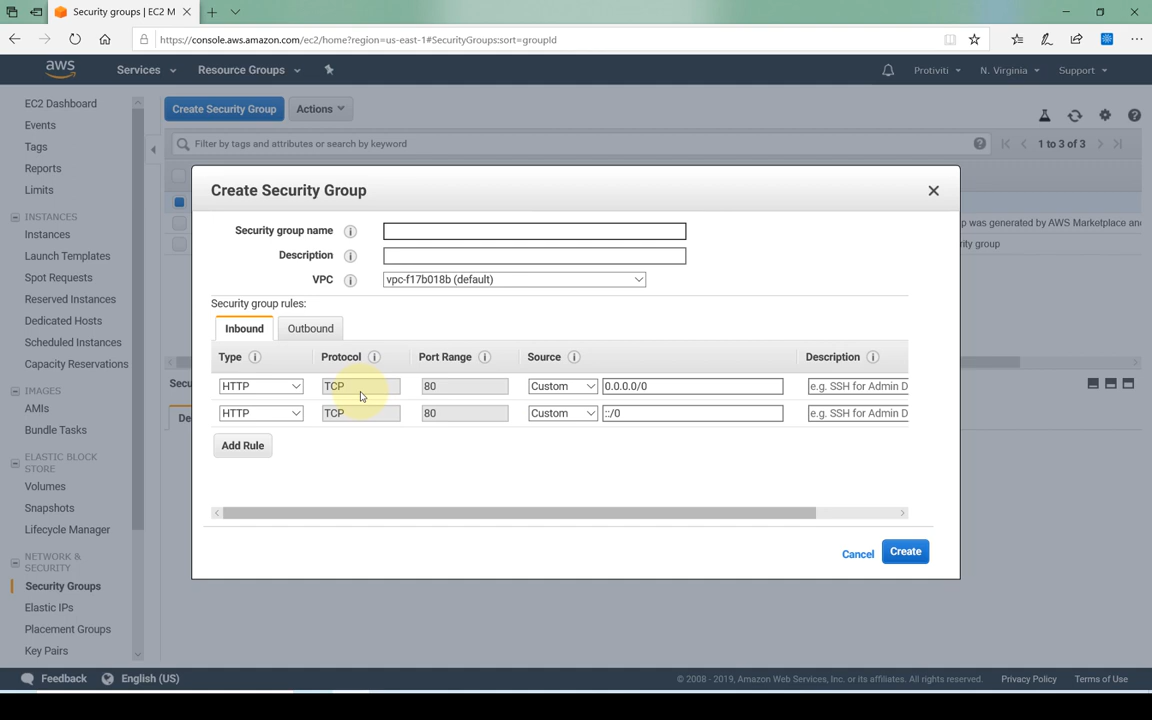 Security groups | EC2 M
https://console.aws.amazon.com/ec2/home?region=us-east-1#SecurityGroups:sort=groupId
aws Services Resource Groups Protiviti N. Virginia Support
EC2 Dashboard
Events
Tags
Reports
Limits
INSTANCES
Instances
Launch Templates
Spot Requests
Reserved Instances
Dedicated Hosts
Scheduled Instances
Capacity Reservations
IMAGES
AMIs
Bundle Tasks
ELASTIC BLOCK
STORE
Volumes
Snapshots
Lifecycle Manager
NETWORK &
SECURITY
Security Groups
Elastic IPs
Placement Groups
Key Pairs
Create Security Group Actions
Filter by tags and attributes or search by keyword
1 to 3 of 3
p was generated by AWS Marketplace and
ity group
Secu
De
Create Security Group
Security group name
Description
VPC vpc-f17b018b (default)
Security group rules:
Inbound Outbound
Type Protocol Port Range Source Description
HTTP TCP 80 Custom 0.0.0.0/0 e.g. SSH for Admin D
HTTP TCP 80 Custom ::/0 e.g. SSH for Admin D
Add Rule
Cancel Create
Feedback English (US)
© 2008 - 2019, Amazon Web Services, Inc. or its affiliates. All rights reserved. Privacy Policy Terms of Use